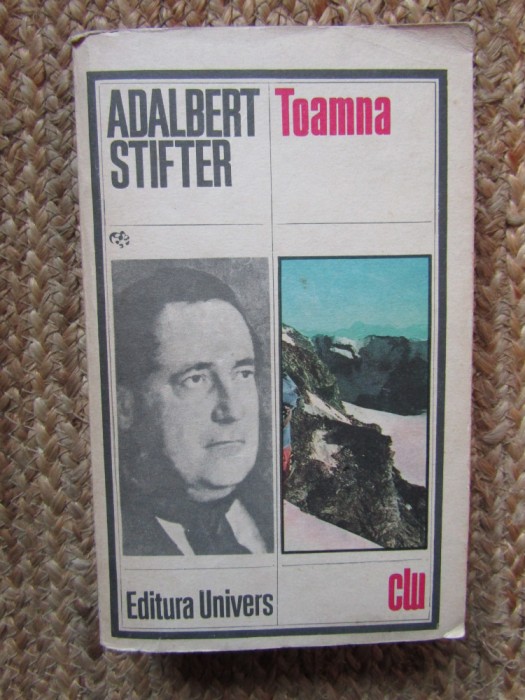 ADALBERT
STIFTER
Toamna
Editura Univers
clu